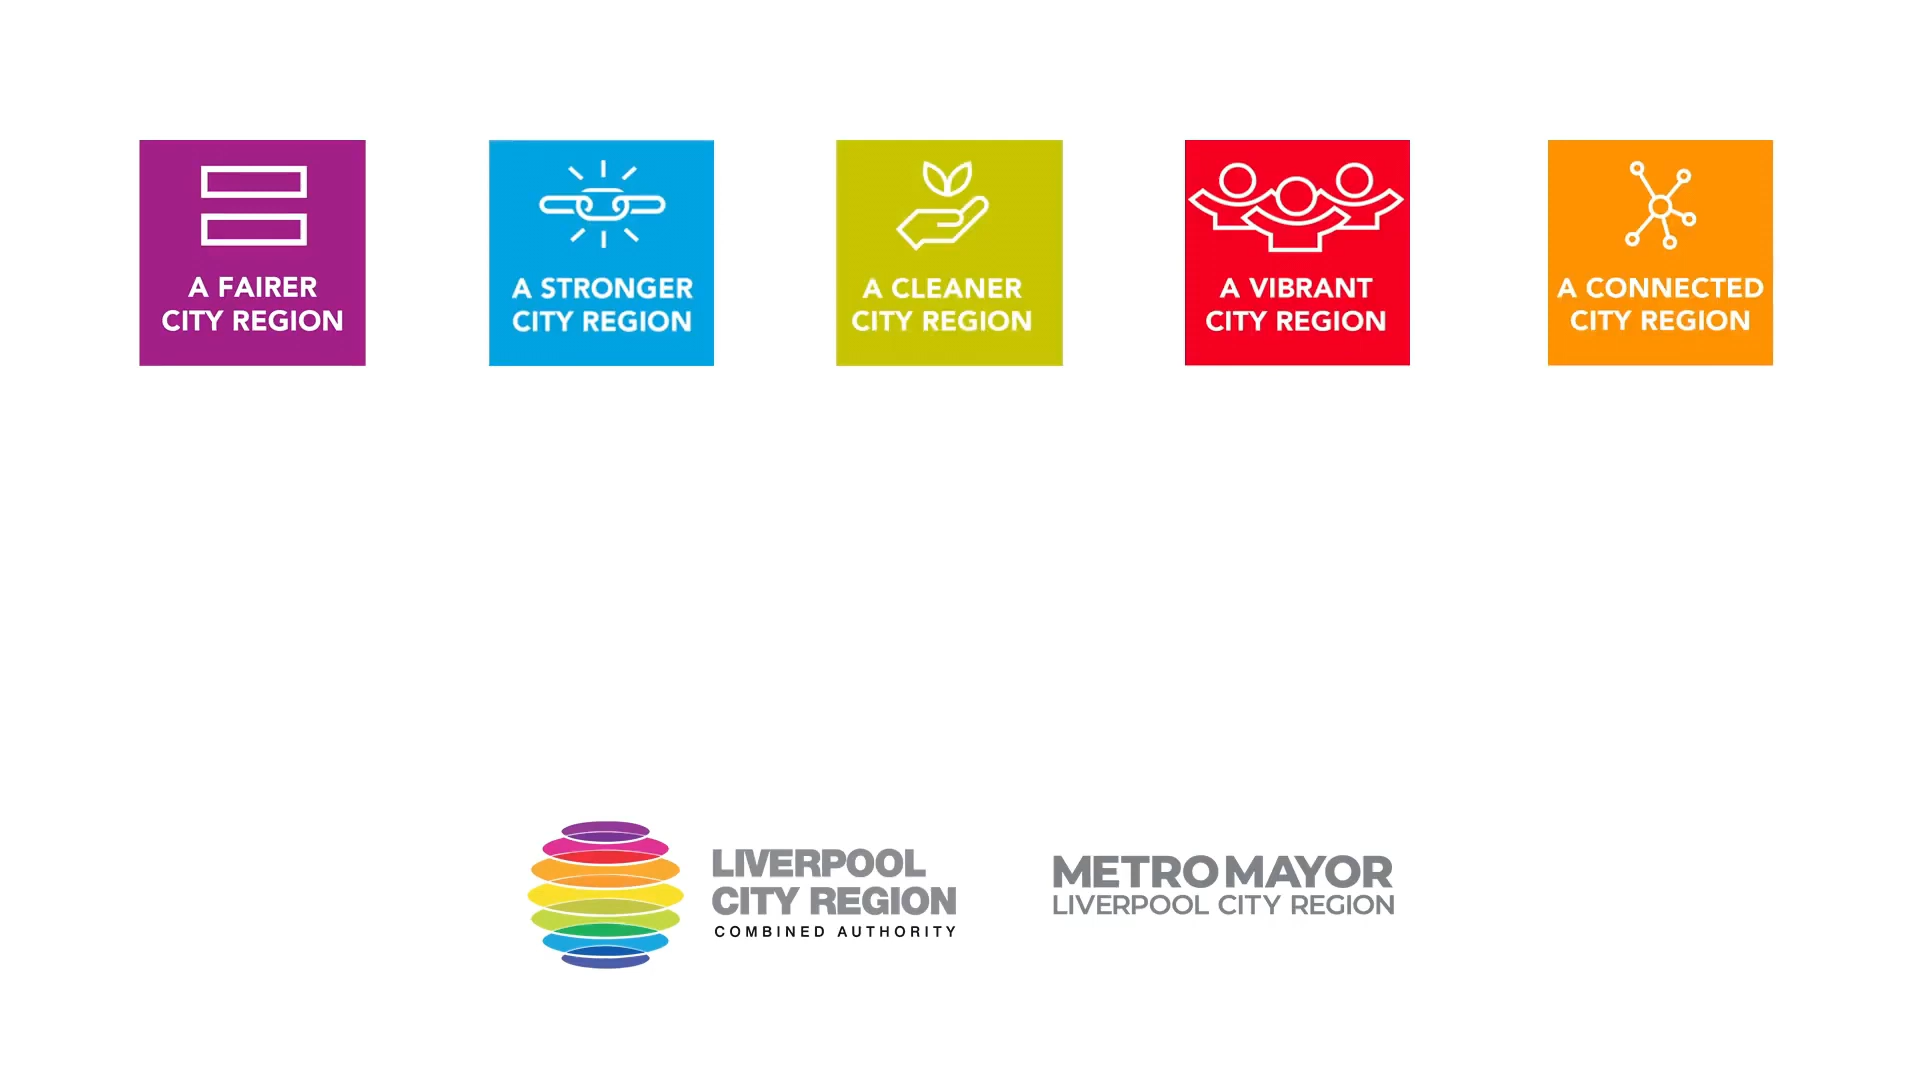 A FAIRER
CITY REGION
A STRONGER
CITY REGION
A CLEANER
CITY REGION
A VIBRANT
CITY REGION
A CONNECTED
CITY REGION
LIVERPOOL
CITY REGION
COMBINED AUTHORITY
METRO MAYOR
LIVERPOOL CITY REGION